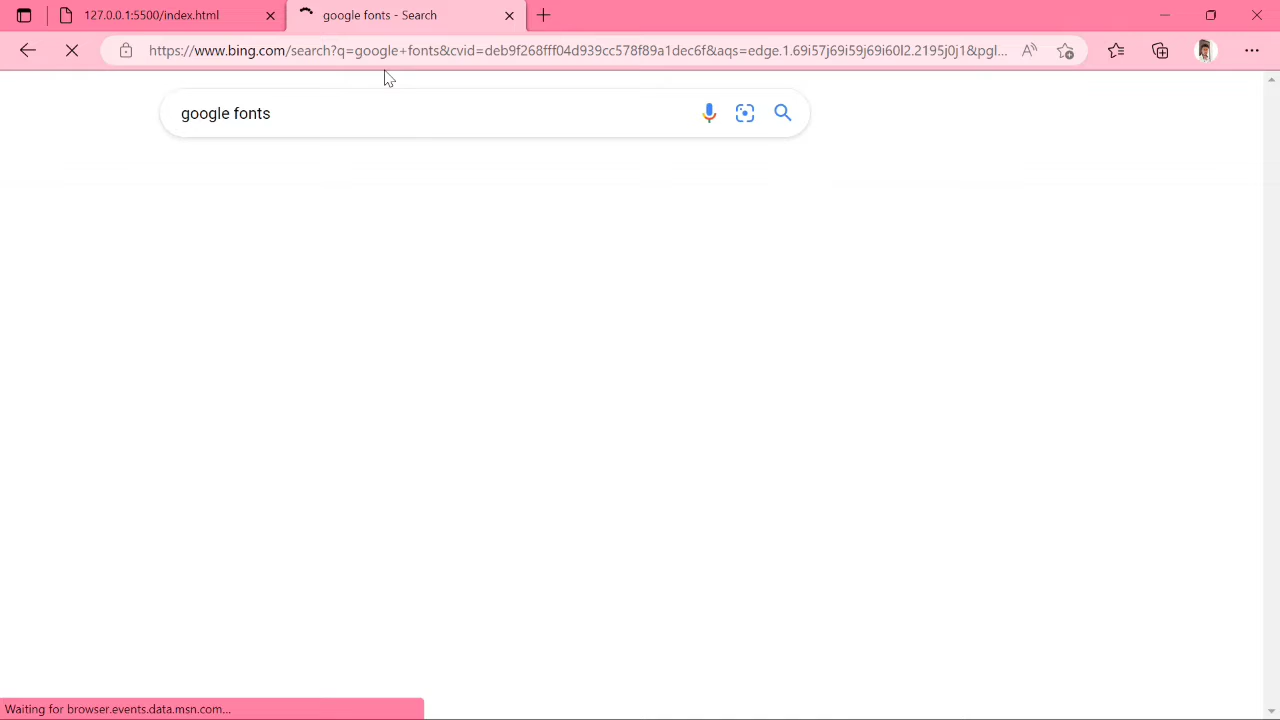 127.0.0.1:5500/index.html
google fonts - Search
https://www.bing.com/search?q=google+fonts&cvid=deb9f268fff04d939cc578f89a1dec6f&aqs=edge.1.69i57j69i59j69i60l2.2195j0j1&pgl...
google fonts
Waiting for browser.events.data.msn.com...